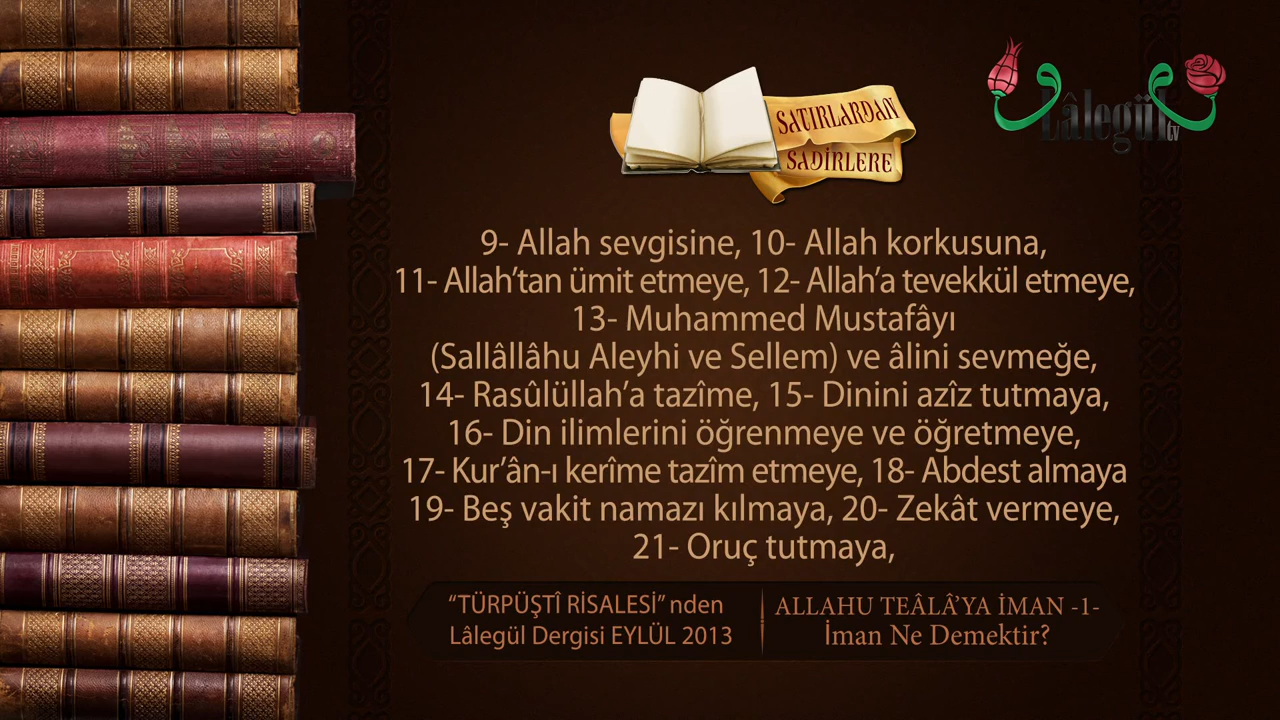 SATIRLARDAN
SADIRLERE
Lâlegül tv
9- Allah sevgisine, 10- Allah korkusuna,
11- Allah’tan ümit etmeye, 12- Allah’a tevekkül etmeye,
13- Muhammed Mustafâyı
(Sallâllâhu Aleyhi ve Sellem) ve âlini sevmeğe,
14- Rasûlüllah’a tazîme, 15- Dinini azîz tutmaya,
16- Din ilimlerini öğrenmeye ve öğretmeye,
17- Kur’ân-ı kerîme tazîm etmeye, 18- Abdest almaya
19- Beş vakit namazı kılmaya, 20- Zekât vermeye,
21- Oruç tutmaya,
“TÜRPÜŞTÎ RİSALESİ” nden
Lâlegül Dergisi EYLÜL 2013
ALLAHU TEÂLÂ’YA İMAN -1-
İman Ne Demektir?